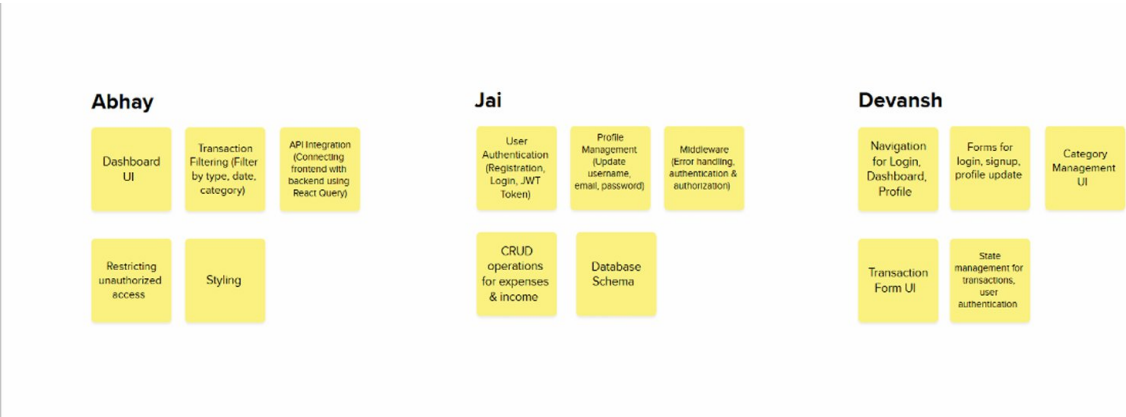 Abhay
Dashboard
UI
Transaction
Filtering (Filter
by type, date,
category)
API Integration
(Connecting
frontend with
backend using
React Query)
Restricting
unauthorized
access
Styling
Jai
User
Authentication
(Registration,
Login, JWT
Token)
Profile
Management
(Update
username,
email, password)
Middleware
(Error handling,
authentication &
authorization)
CRUD
operations
for expenses
& income
Database
Schema
Devansh
Navigation
for Login,
Dashboard,
Profile
Forms for
login, signup,
profile update
Category
Management
UI
Transaction
Form UI
State
management for
transactions,
user
authentication